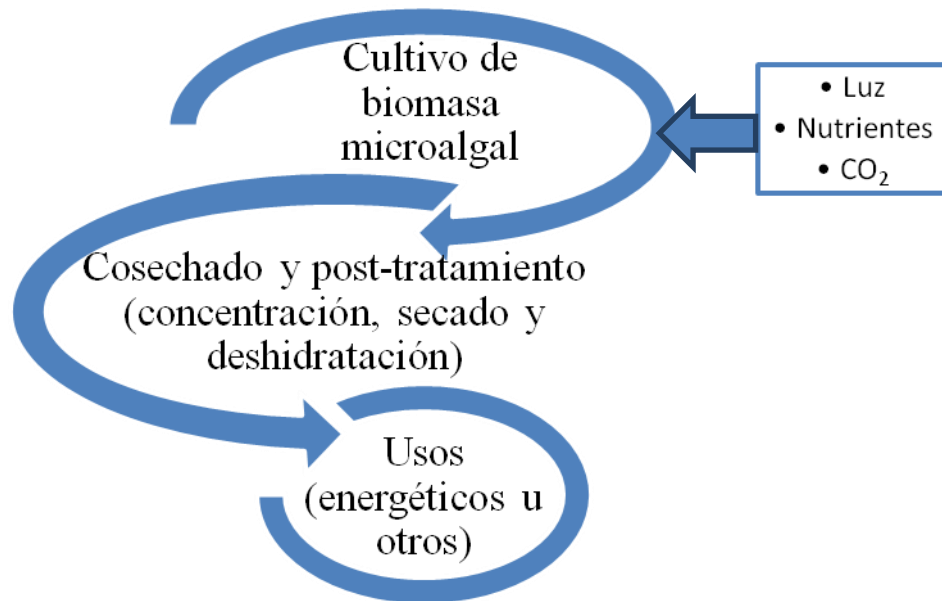 Cultivo de
biomasa
microalgal
• Luz
• Nutrientes
• CO₂
Cosechado y post-tratamiento
(concentración, secado y
deshidratación)
Usos
(energéticos u
otros)